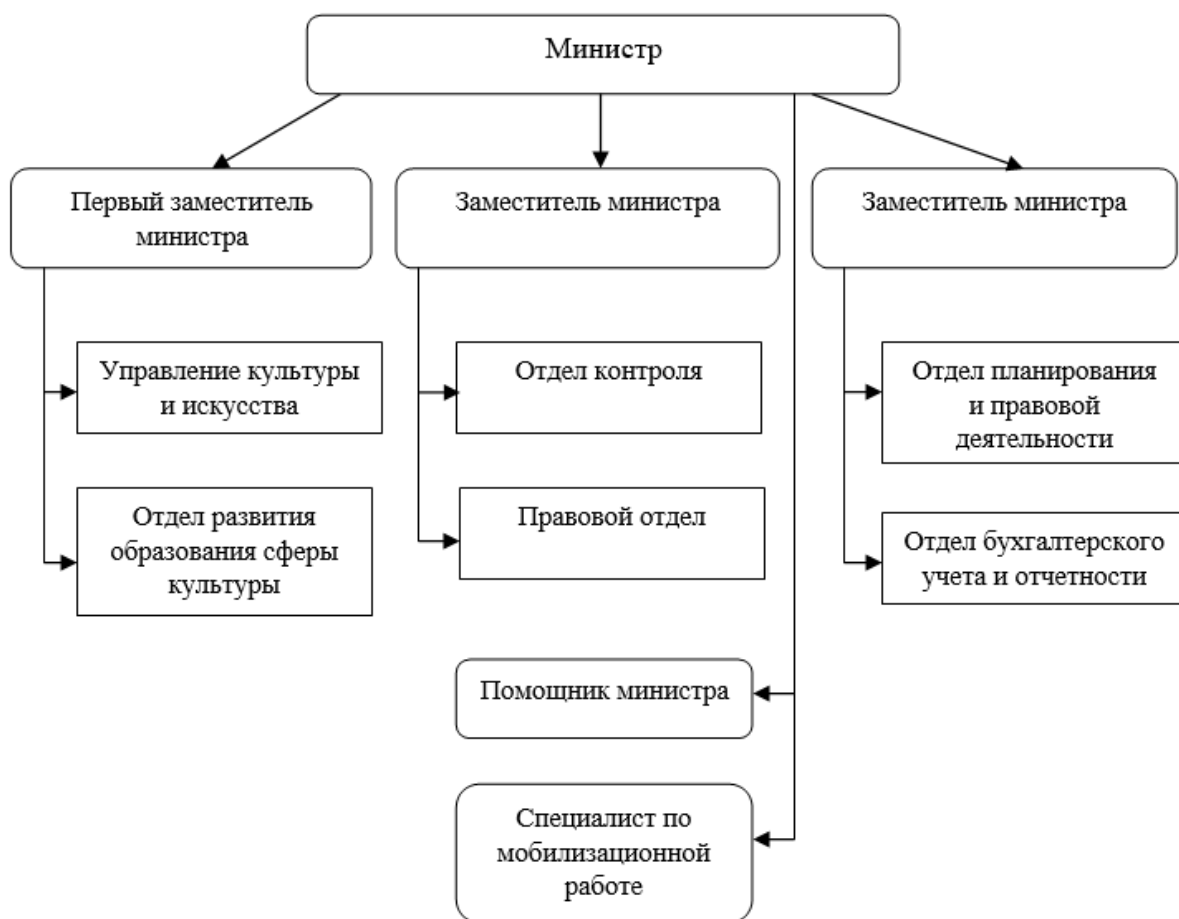 Министр
Первый заместитель
министра
Заместитель министра
Заместитель министра
Управление культуры
и искусства
Отдел контроля
Отдел планирования
и правовой
деятельности
Отдел развития
образования сферы
культуры
Правовой отдел
Отдел бухгалтерского
учета и отчетности
Помощник министра
Специалист по
мобилизационной
работе